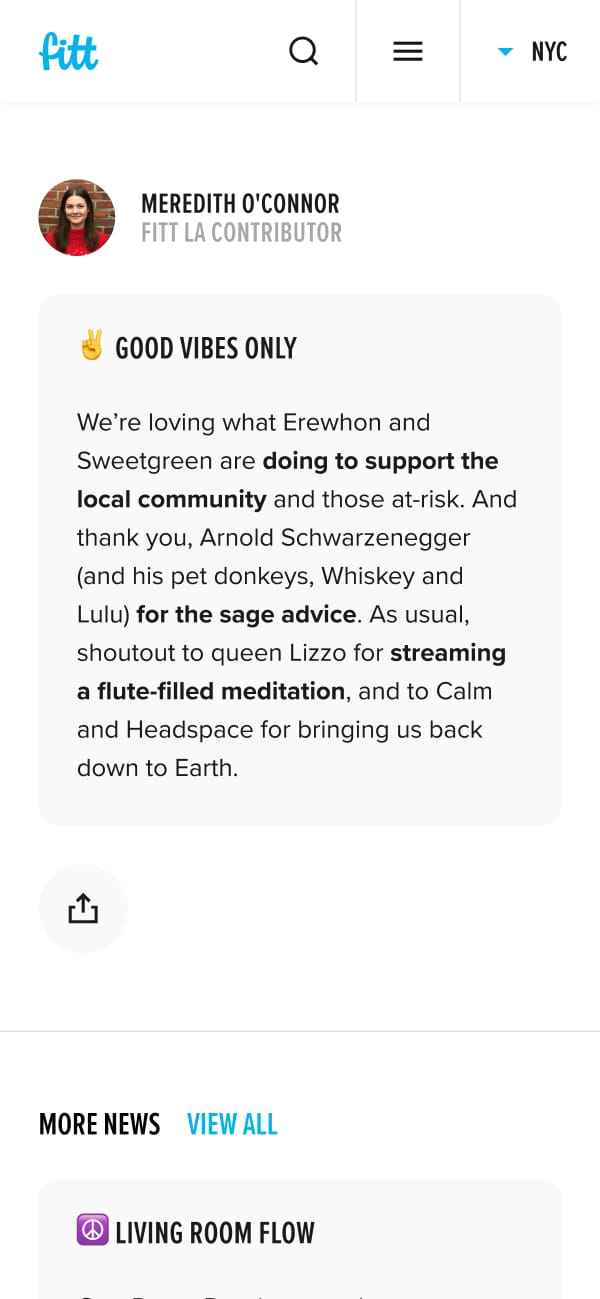 fitt
NYC
MEREDITH O'CONNOR
FITT LA CONTRIBUTOR
✌️ GOOD VIBES ONLY
We’re loving what Erewhon and
Sweetgreen are doing to support the
local community and those at-risk. And
thank you, Arnold Schwarzenegger
(and his pet donkeys, Whiskey and
Lulu) for the sage advice. As usual,
shoutout to queen Lizzo for streaming
a flute-filled meditation, and to Calm
and Headspace for bringing us back
down to Earth.
MORE NEWS VIEW ALL
☮️ LIVING ROOM FLOW